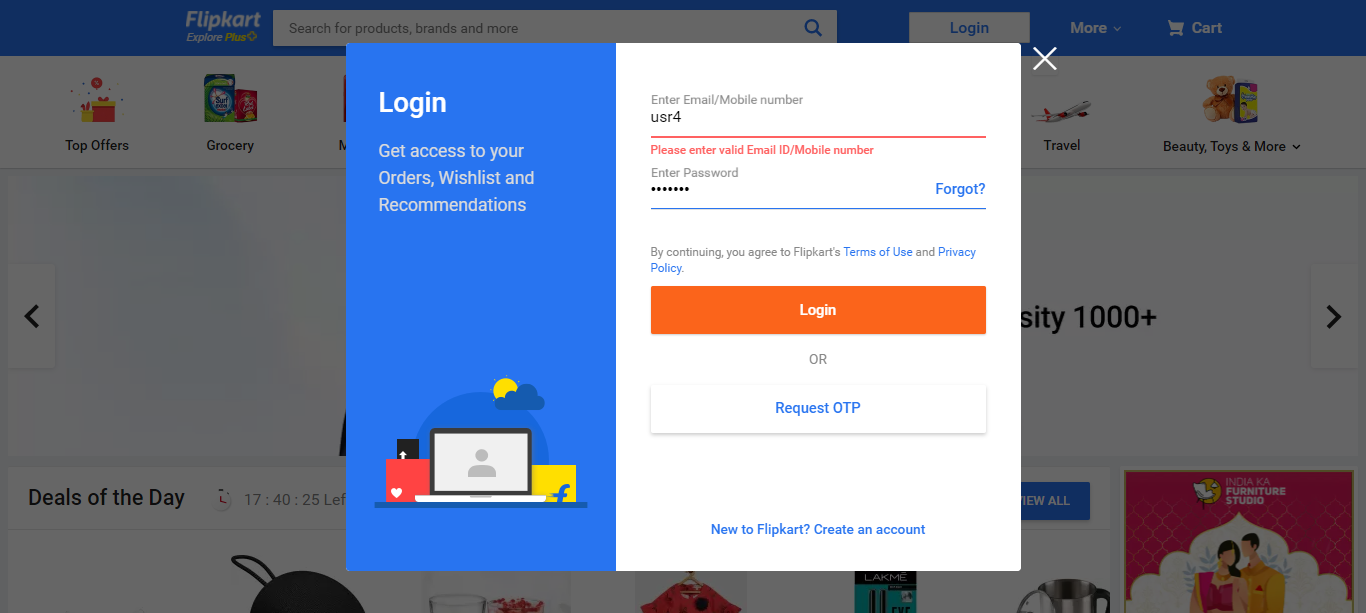 Flipkart
Explore Plus
Search for products, brands and more
Login
More
Cart
Top Offers
Grocery
M
Travel
Beauty, Toys & More
Login
Get access to your
Orders, Wishlist and
Recommendations
Enter Email/Mobile number
usr4
Please enter valid Email ID/Mobile number
Enter Password
•••••••
Forgot?
By continuing, you agree to Flipkart's Terms of Use and Privacy
Policy.
Login
OR
Request OTP
New to Flipkart? Create an account
sity 1000+
Deals of the Day
17 : 40 : 25 Lef
VIEW ALL
INDIA KA
FURNITURE
STUDIO
LAKMÉ
EYE